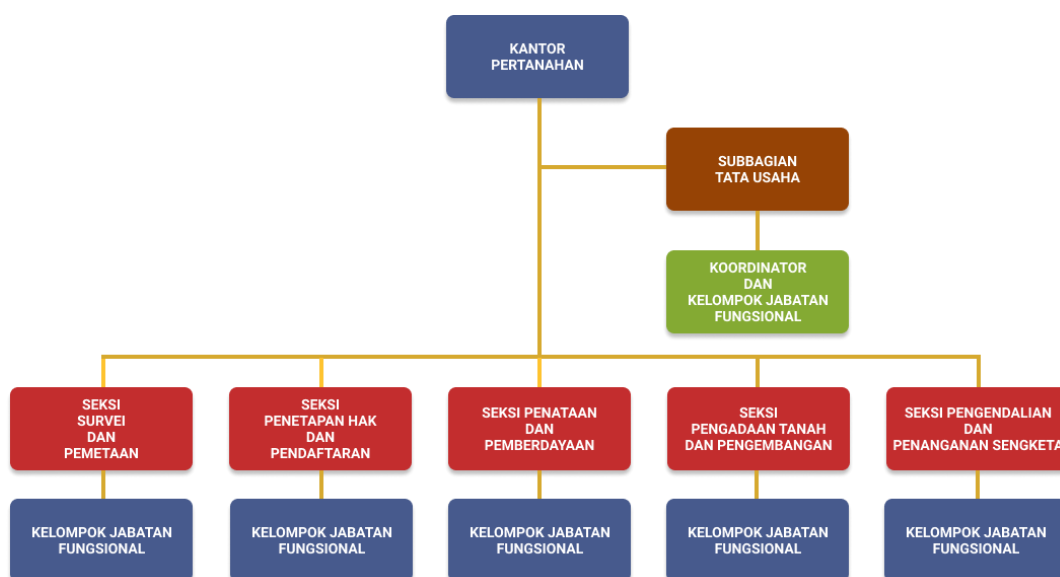 KANTOR
PERTANAHAN
SUBBAGIAN
TATA USAHA
KOORDINATOR
DAN
KELOMPOK JABATAN
FUNGSIONAL
SEKSI
SURVEI
DAN
PEMETAAN
SEKSI
PENETAPAN HAK
DAN
PENDAFTARAN
SEKSI PENATAAN
DAN
PEMBERDAYAAN
SEKSI
PENGADAAN TANAH
DAN PENGEMBANGAN
SEKSI PENGENDALIAN
DAN
PENANGANAN SENGKETA
KELOMPOK JABATAN
FUNGSIONAL
KELOMPOK JABATAN
FUNGSIONAL
KELOMPOK JABATAN
FUNGSIONAL
KELOMPOK JABATAN
FUNGSIONAL
KELOMPOK JABATAN
FUNGSIONAL